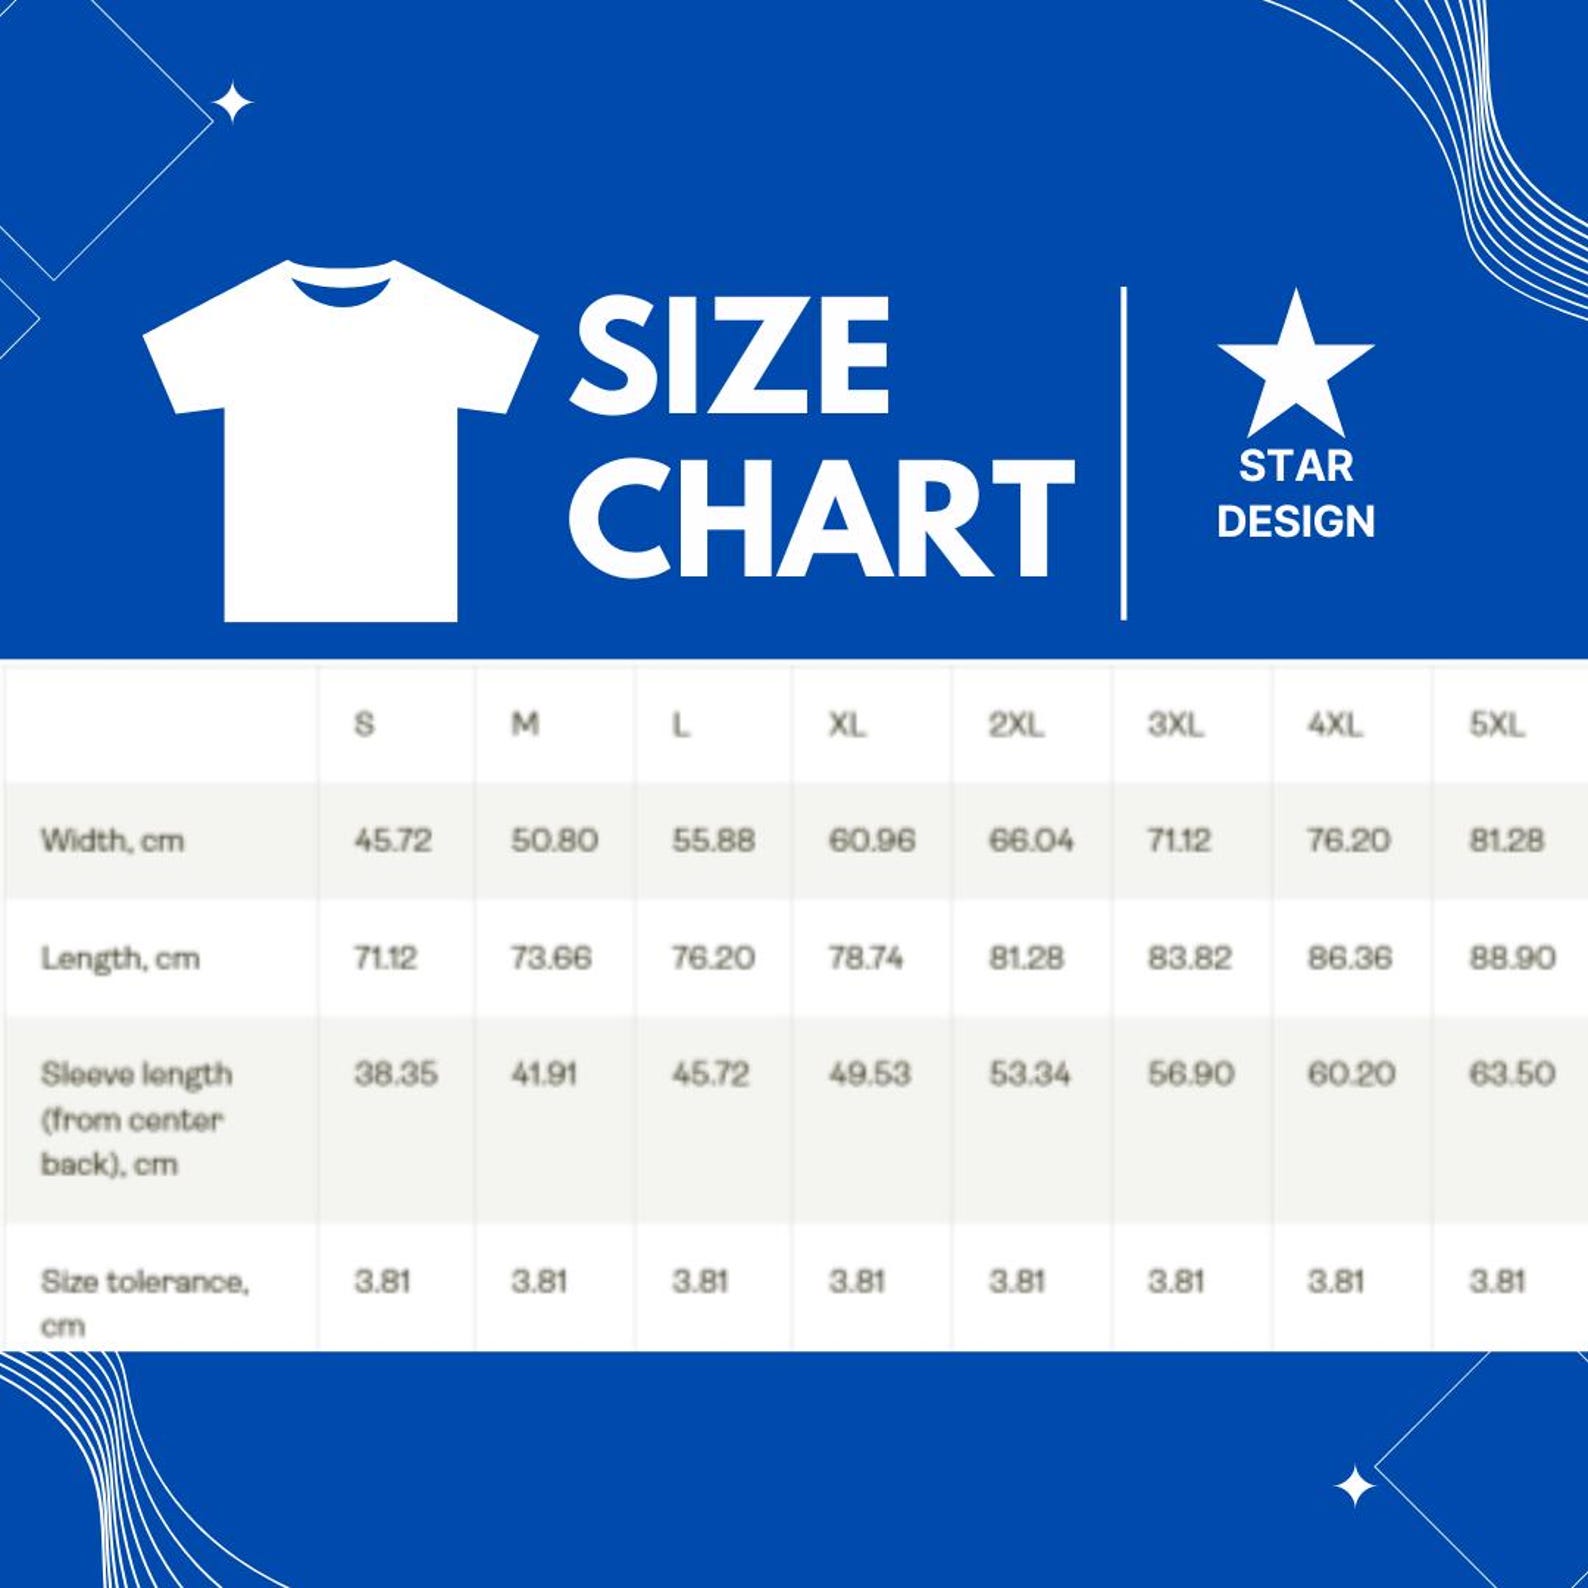 SIZE
CHART
STAR
DESIGN
S M L XL 2XL 3XL 4XL 5XL
Width, cm 45.72 50.80 55.88 60.96 66.04 71.12 76.20 81.28
Length, cm 71.12 73.66 76.20 78.74 81.28 83.82 86.36 88.90
Sleeve length 38.35 41.91 45.72 49.53 53.34 56.90 60.20 63.50
(from center
back), cm
Size tolerance, 3.81 3.81 3.81 3.81 3.81 3.81 3.81 3.81
cm